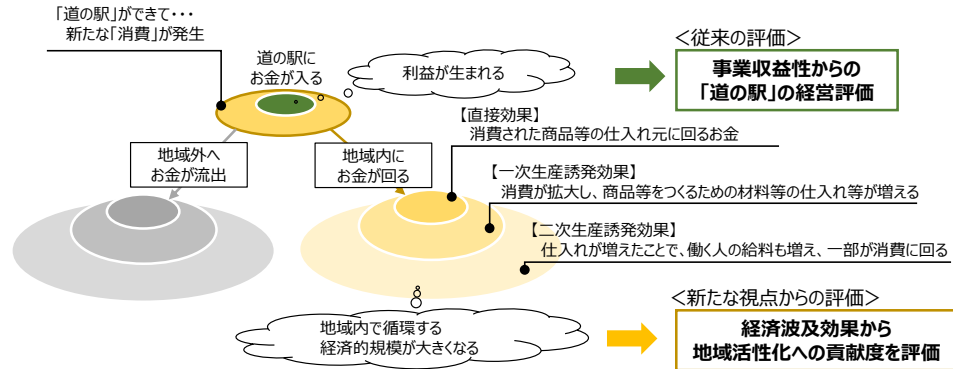 「道の駅」ができて・・・
新たな「消費」が発生
道の駅に
お金が入る
利益が生まれる
＜従来の評価＞
事業収益性からの
「道の駅」の経営評価
地域外へ
お金が流出
地域内に
お金が回る
【直接効果】
消費された商品等の仕入れ元に回るお金
【一次生産誘発効果】
消費が拡大し、商品等をつくるための材料等の仕入れ等が増える
【二次生産誘発効果】
仕入れが増えたことで、働く人の給料も増え、一部が消費に回る
地域内で循環する
経済的規模が大きくなる
＜新たな視点からの評価＞
経済波及効果から
地域活性化への貢献度を評価